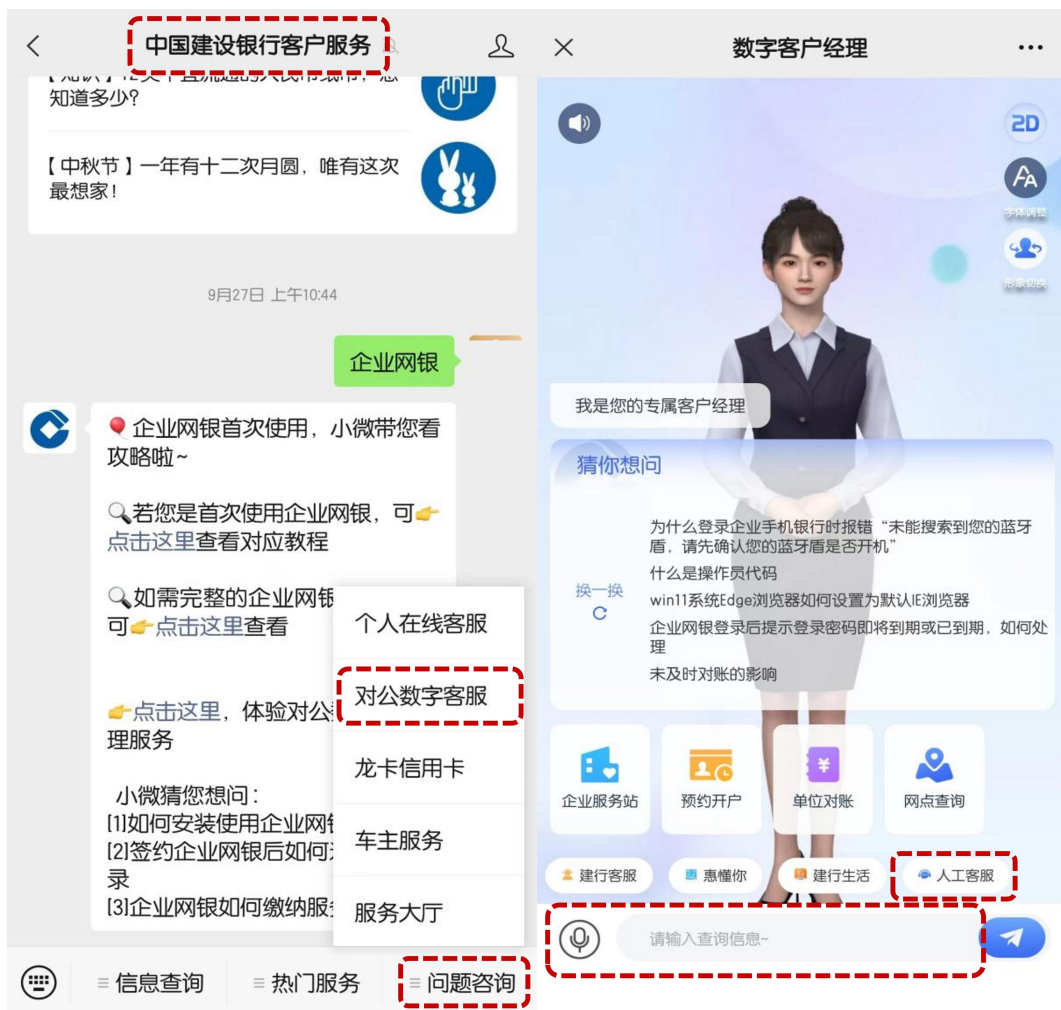 中国建设银行客户服务
知道多少?
【中秋节】一年有十二次月圆，唯有这次
最想家!
9月27日 上午10:44
企业网银
企业网银首次使用，小微带您看
攻略啦~
若您是首次使用企业网银，可
点击这里查看对应教程
如需完整的企业网银
可点击这里查看
点击这里，体验对公
理服务
小微猜您想问:
[1]如何安装使用企业网银
[2]签约企业网银后如何
录
[3]企业网银如何缴纳服务
个人在线客服
对公数字客服
龙卡信用卡
车主服务
服务大厅
信息查询
热门服务
问题咨询
数字客户经理
2D
AA
字体调整
形象切换
我是您的专属客户经理
猜你想问
换一换
为什么登录企业手机银行时报错“未能搜索到您的蓝牙
盾，请先确认您的蓝牙盾是否开机”
什么是操作员代码
win11系统Edge浏览器如何设置为默认IE浏览器
企业网银登录后提示登录密码即将到期或已到期，如何处
理
未及时对账的影响
企业服务站
预约开户
单位对账
网点查询
建行客服
惠懂你
建行生活
人工客服
请输入查询信息~